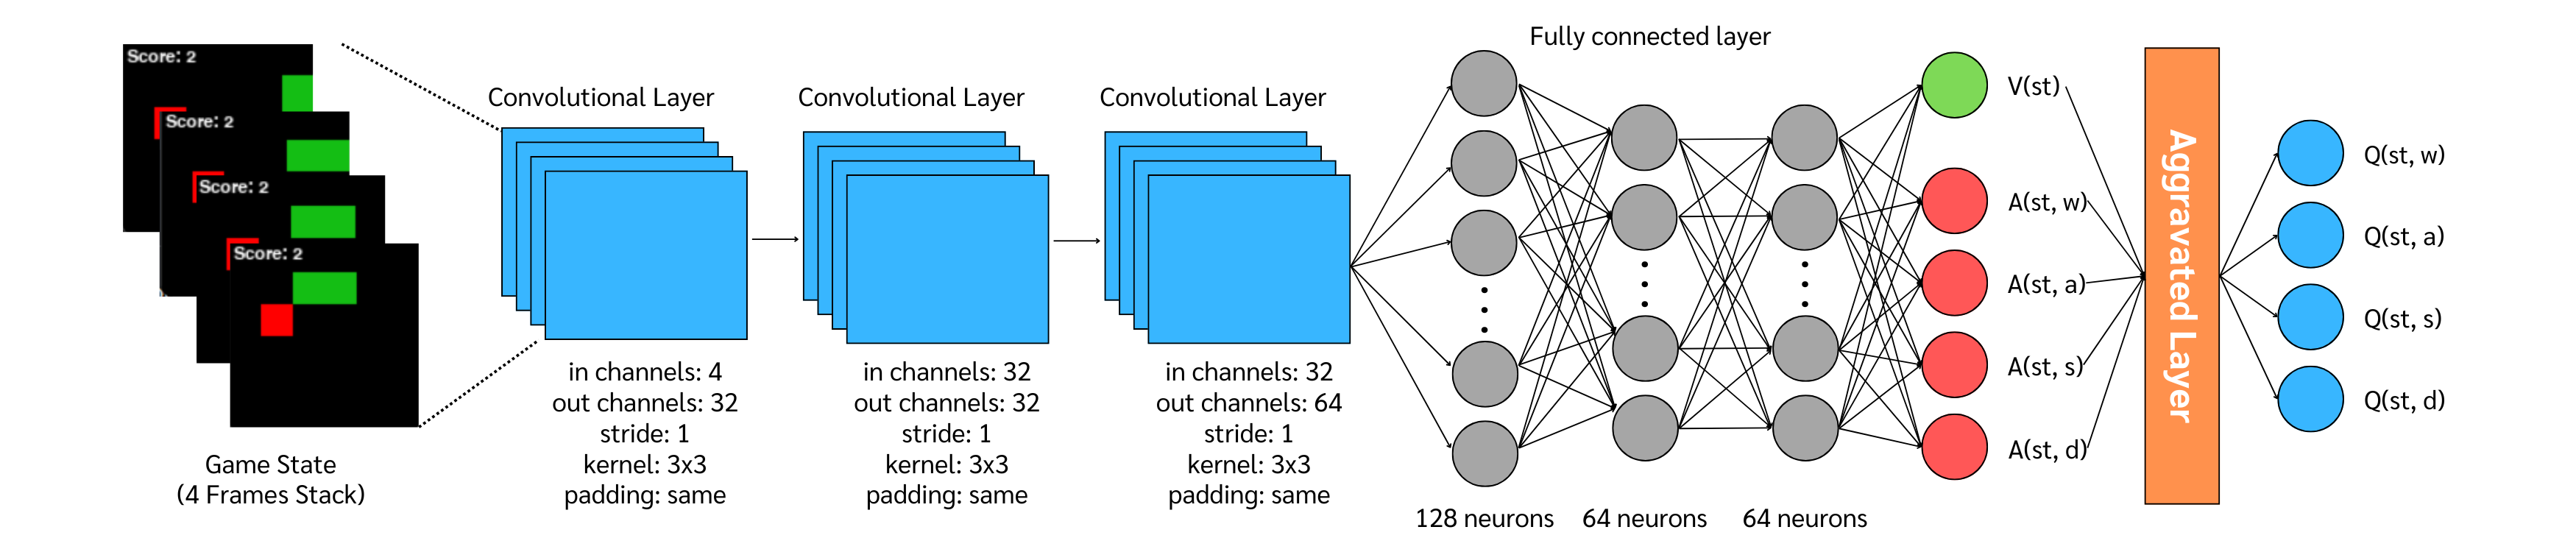 Score: 2
Score: 2
Score: 2
Score: 2
Game State
(4 Frames Stack)
Convolutional Layer
in channels: 4
out channels: 32
stride: 1
kernel: 3x3
padding: same
Convolutional Layer
in channels: 32
out channels: 32
stride: 1
kernel: 3x3
padding: same
Convolutional Layer
in channels: 32
out channels: 64
stride: 1
kernel: 3x3
padding: same
Fully connected layer
128 neurons
64 neurons
64 neurons
V(st)
A(st, w)
A(st, a)
A(st, s)
A(st, d)
Aggravated Layer
Q(st, w)
Q(st, a)
Q(st, s)
Q(st, d)